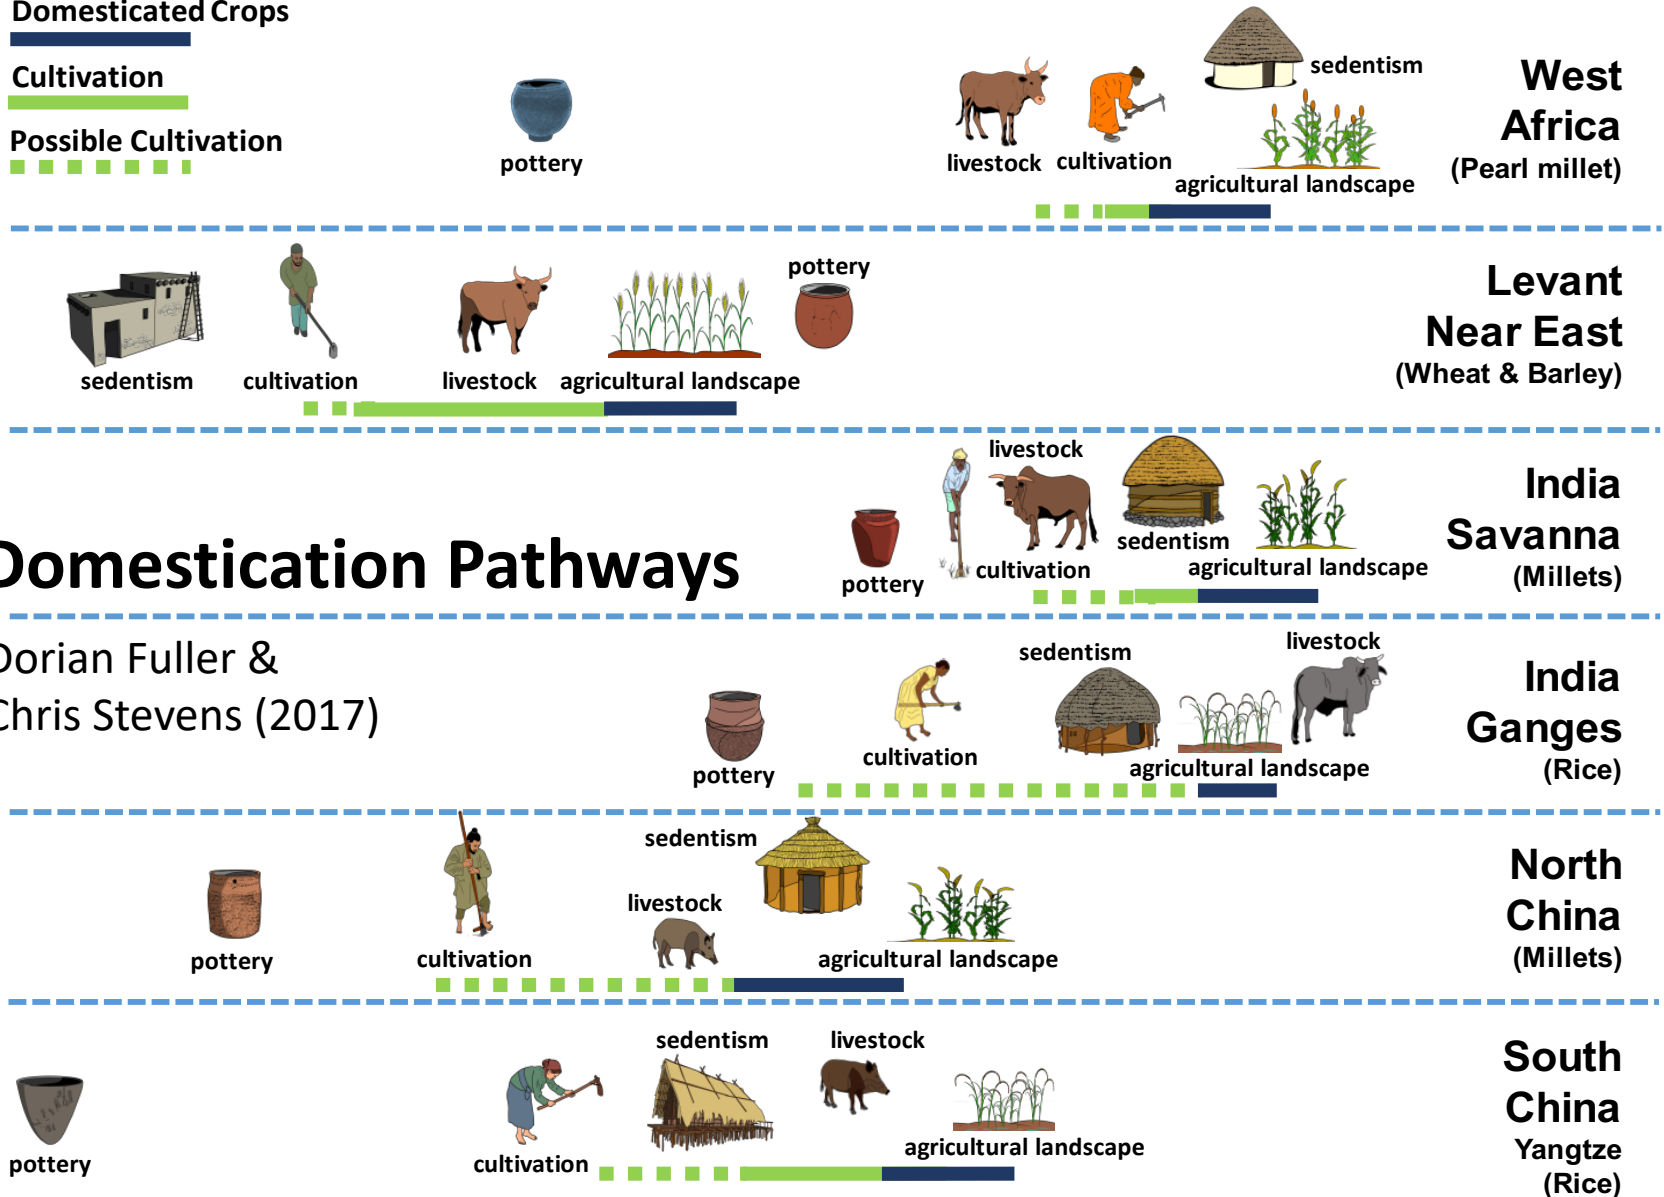 Domesticated Crops
Cultivation
Possible Cultivation
pottery
livestock
cultivation
sedentism
agricultural landscape
West
Africa
(Pearl millet)
sedentism
cultivation
livestock
agricultural landscape
pottery
Levant
Near East
(Wheat & Barley)
Domestication Pathways
pottery
cultivation
livestock
sedentism
agricultural landscape
India
Savanna
(Millets)
Dorian Fuller &
Chris Stevens (2017)
pottery
cultivation
sedentism
agricultural landscape
livestock
India
Ganges
(Rice)
pottery
cultivation
livestock
sedentism
agricultural landscape
North
China
(Millets)
pottery
cultivation
sedentism
livestock
agricultural landscape
South
China
Yangtze
(Rice)